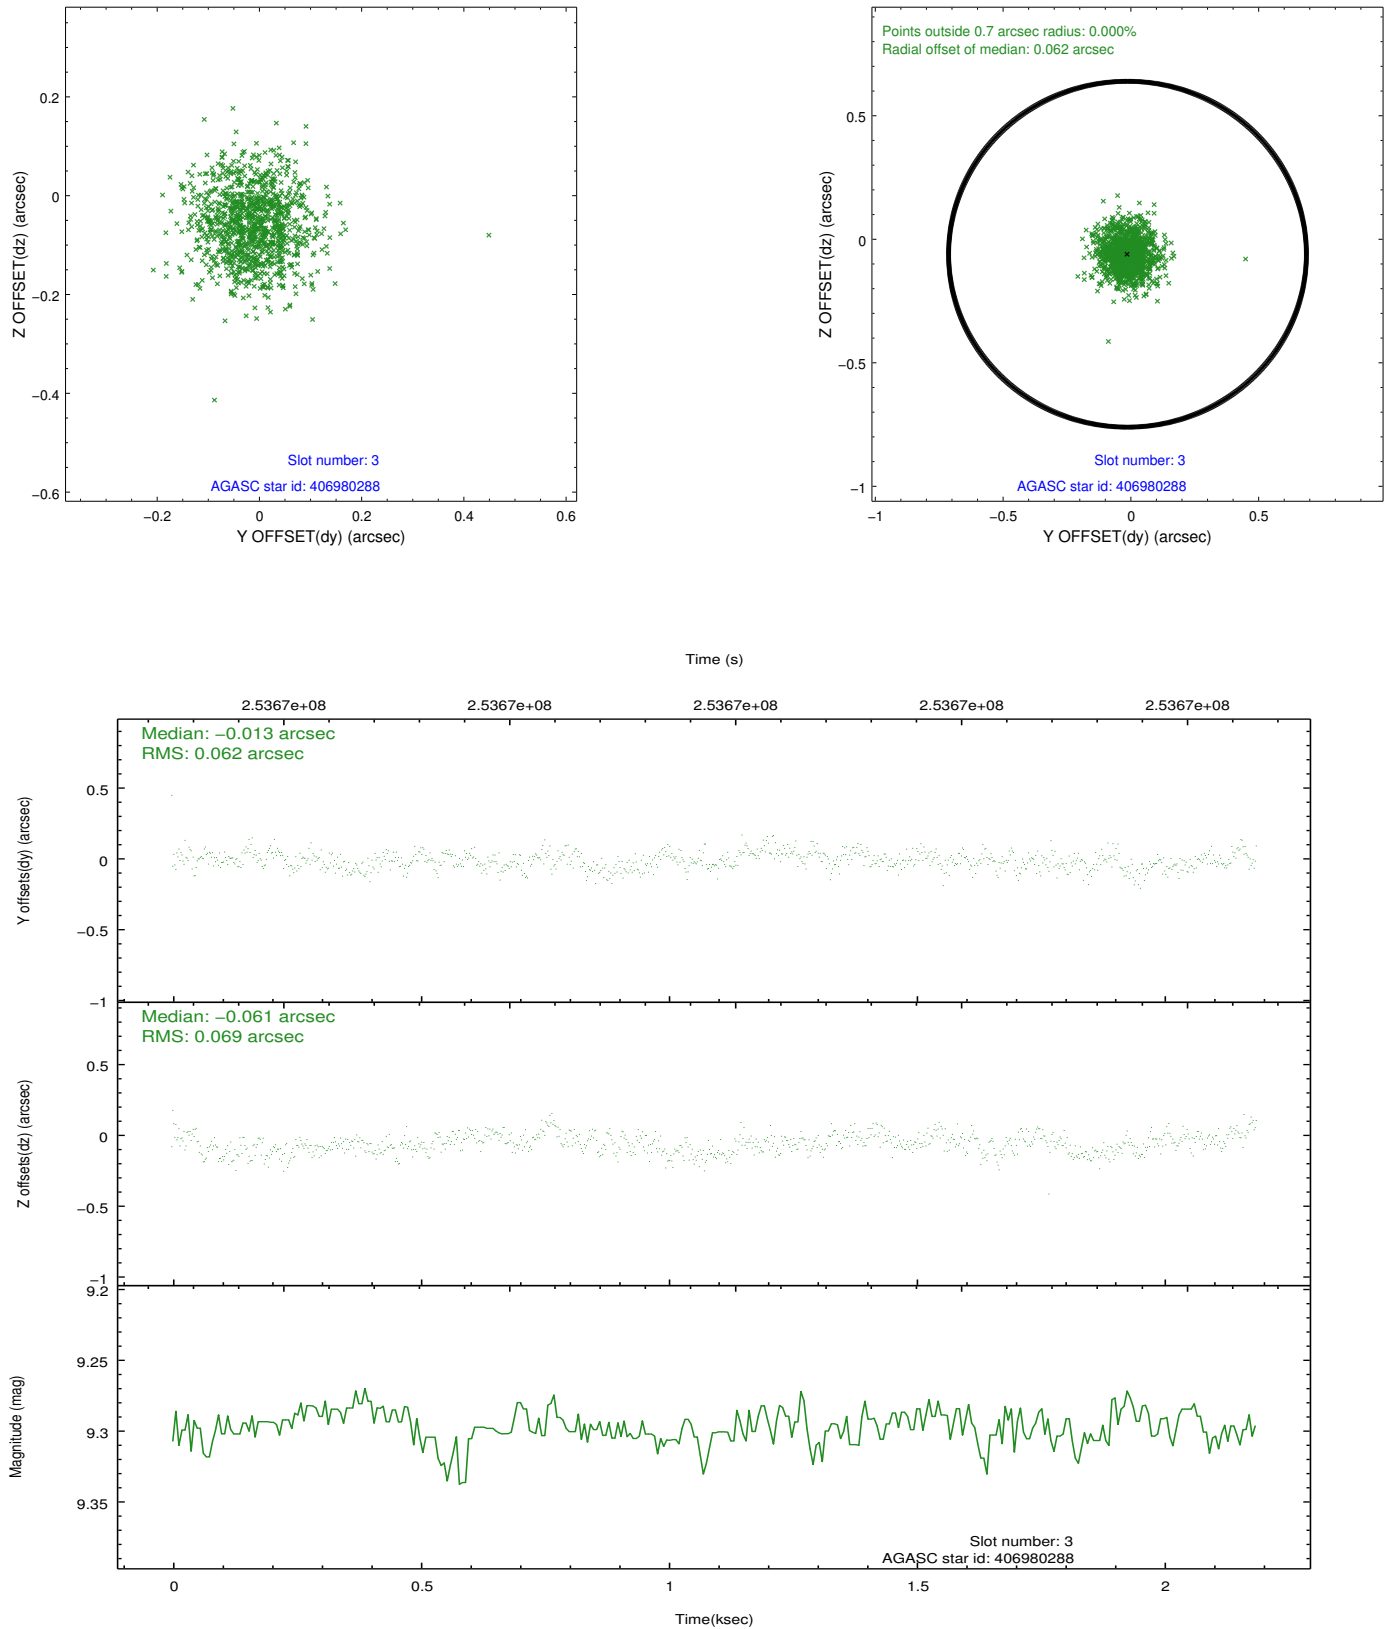 0.2
0
−0.2
−0.4
−0.6
Z OFFSET(dz) (arcsec)
Slot number: 3
AGASC star id: 406980288
−0.2
0
0.2
0.4
0.6
Y OFFSET(dy) (arcsec)
Points outside 0.7 arcsec radius: 0.000%
Radial offset of median: 0.062 arcsec
0.5
0
−0.5
−1
Z OFFSET(dz) (arcsec)
Slot number: 3
AGASC star id: 406980288
−1
−0.5
0
0.5
Y OFFSET(dy) (arcsec)
Time (s)
2.5367e+08
2.5367e+08
2.5367e+08
2.5367e+08
2.5367e+08
Median: −0.013 arcsec
RMS: 0.062 arcsec
0.5
0
−0.5
−1
Y offsets(dy) (arcsec)
Median: −0.061 arcsec
RMS: 0.069 arcsec
0.5
0
−0.5
−1
Z offsets(dz) (arcsec)
9.2
9.25
9.3
9.35
Magnitude (mag)
Slot number: 3
AGASC star id: 406980288
0
0.5
1
1.5
2
Time(ksec)